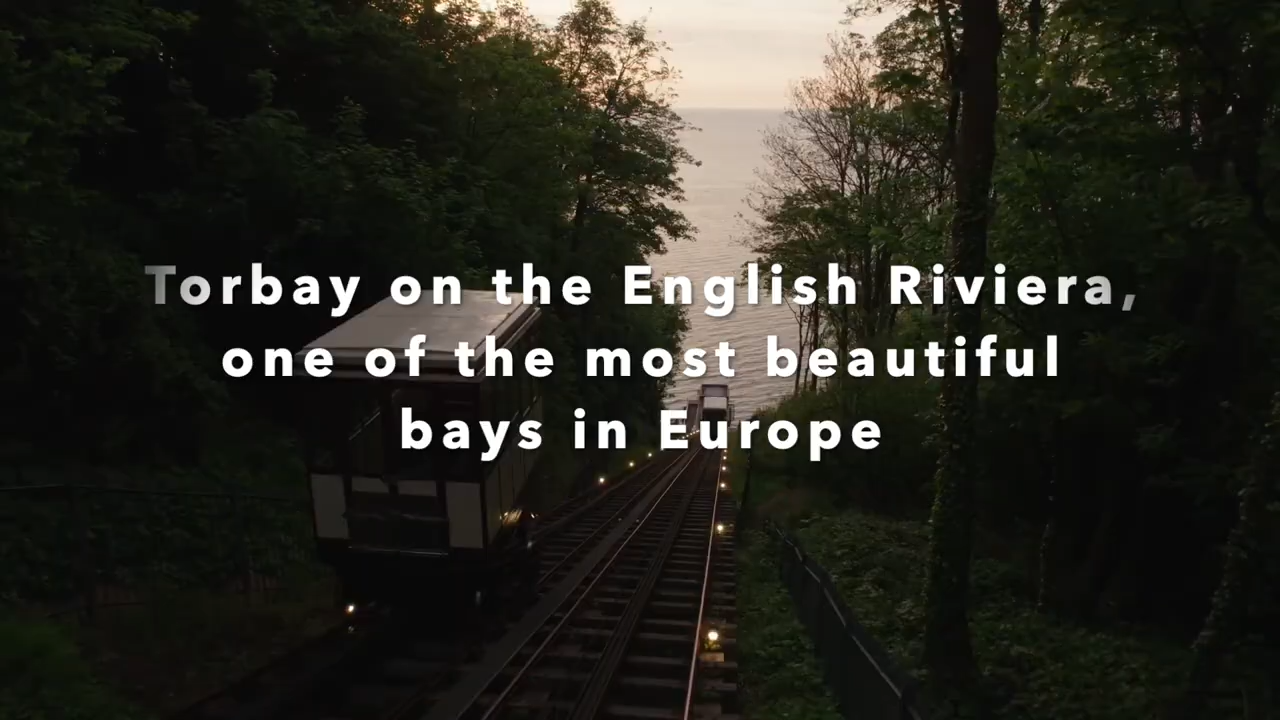 Torbay on the English Riviera,
one of the most beautiful
bays in Europe